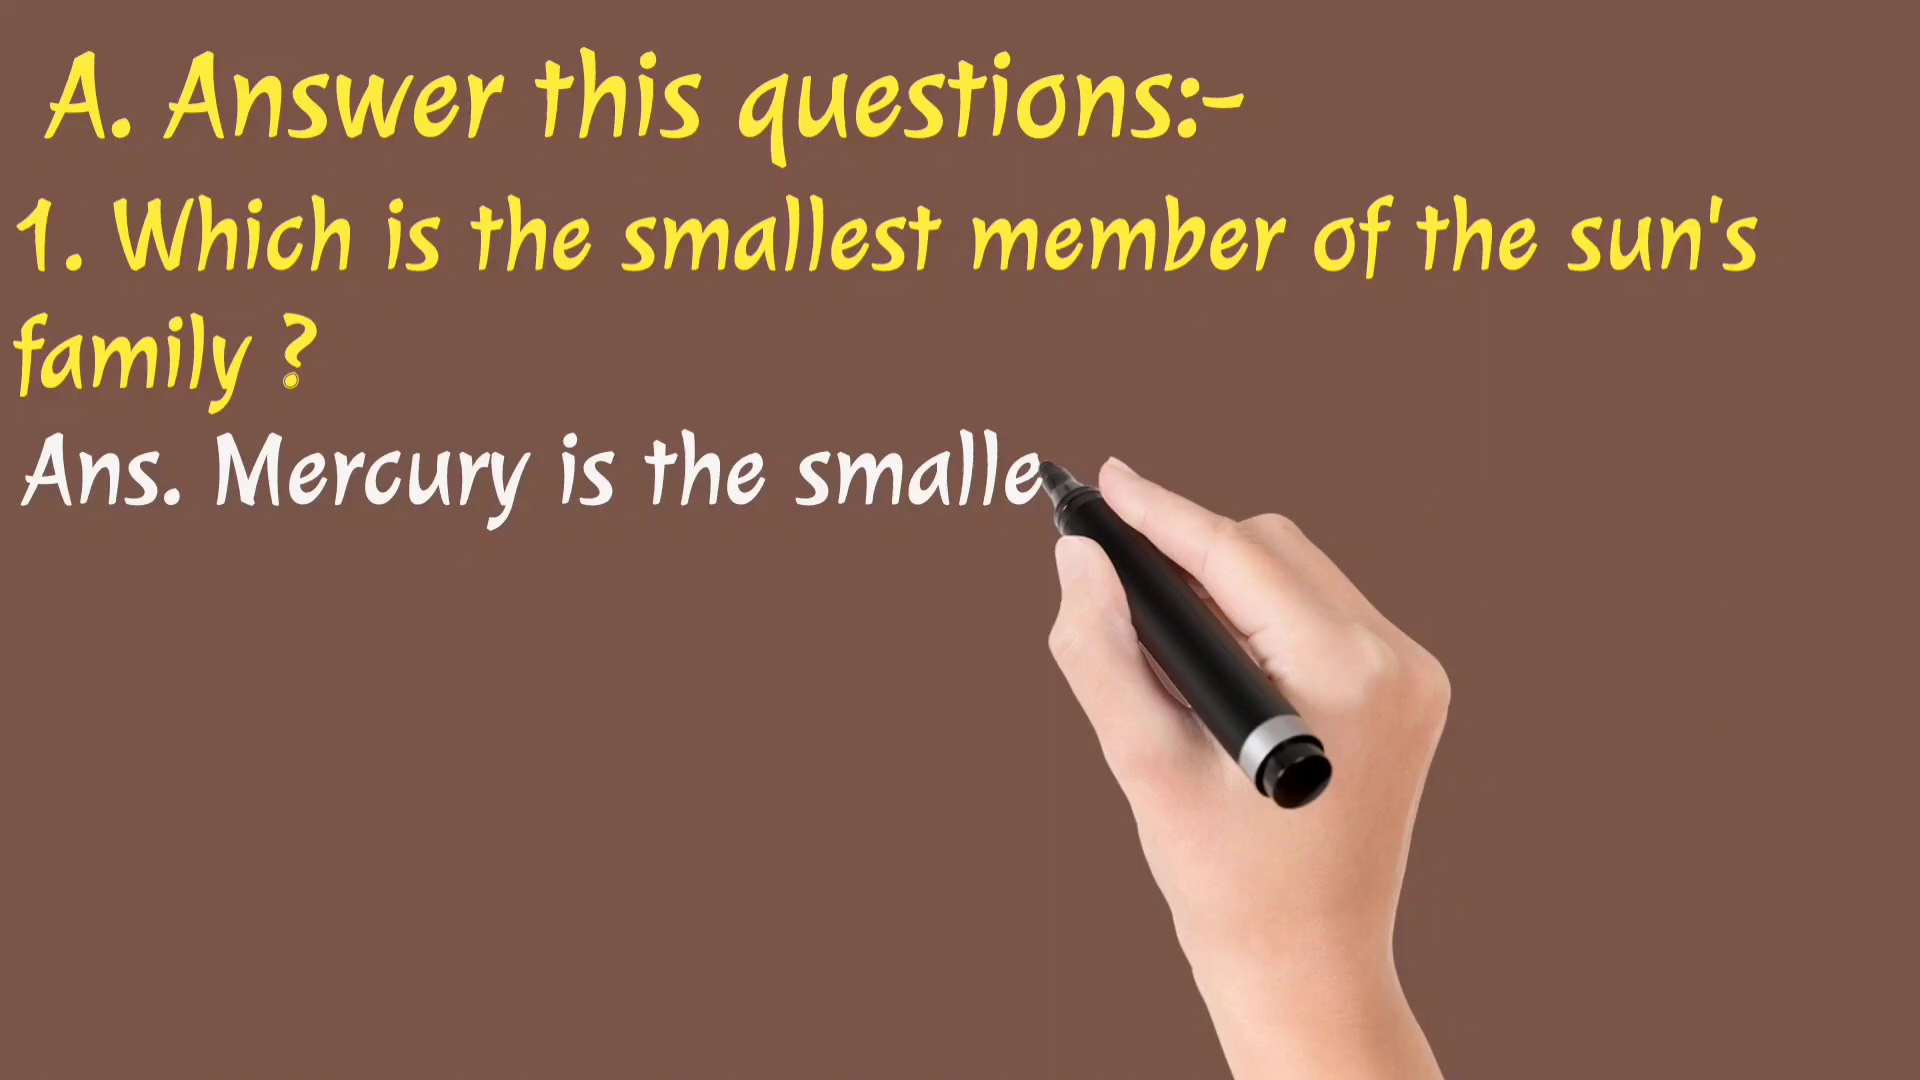 A. Answer this questions:-
1. Which is the smallest member of the sun's
family ?
Ans. Mercury is the smalle